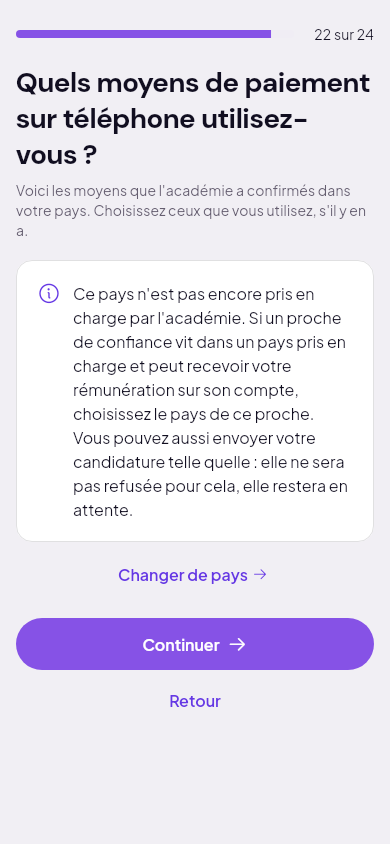 22 sur 24
Quels moyens de paiement
sur téléphone utilisez-
vous ?
Voici les moyens que l'académie a confirmés dans
votre pays. Choisissez ceux que vous utilisez, s'il y en
a.
Ce pays n'est pas encore pris en
charge par l'académie. Si un proche
de confiance vit dans un pays pris en
charge et peut recevoir votre
rémunération sur son compte,
choisissez le pays de ce proche.
Vous pouvez aussi envoyer votre
candidature telle quelle : elle ne sera
pas refusée pour cela, elle restera en
attente.
Changer de pays →
Continuer →
Retour